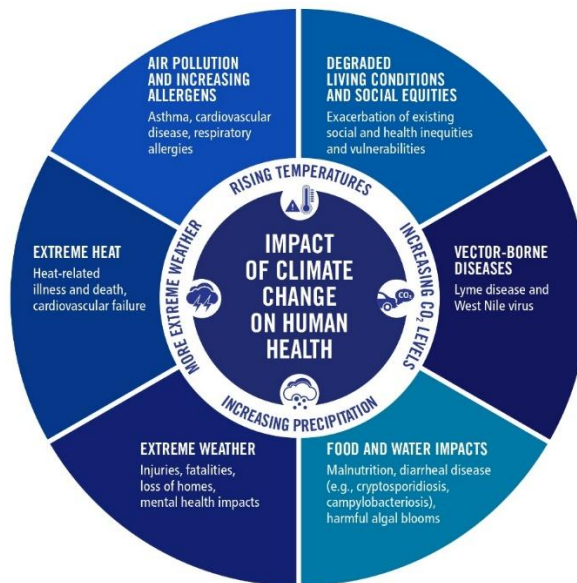 AIR POLLUTION
AND INCREASING
ALLERGENS
Asthma, cardiovascular
disease, respiratory
allergies
DEGRADED
LIVING CONDITIONS
AND SOCIAL EQUITIES
Exacerbation of existing
social and health inequities
and vulnerabilities
EXTREME HEAT
Heat-related
illness and death,
cardiovascular failure
VECTOR-BORNE
DISEASES
Lyme disease and
West Nile virus
EXTREME WEATHER
Injuries, fatalities,
loss of homes,
mental health impacts
FOOD AND WATER IMPACTS
Malnutrition, diarrheal disease
(e.g., cryptosporidiosis,
campylobacteriosis),
harmful algal blooms
RISING TEMPERATURES
INCREASING CO₂ LEVELS
INCREASING PRECIPITATION
MORE EXTREME WEATHER
IMPACT
OF CLIMATE
CHANGE
ON HUMAN
HEALTH
CO₂